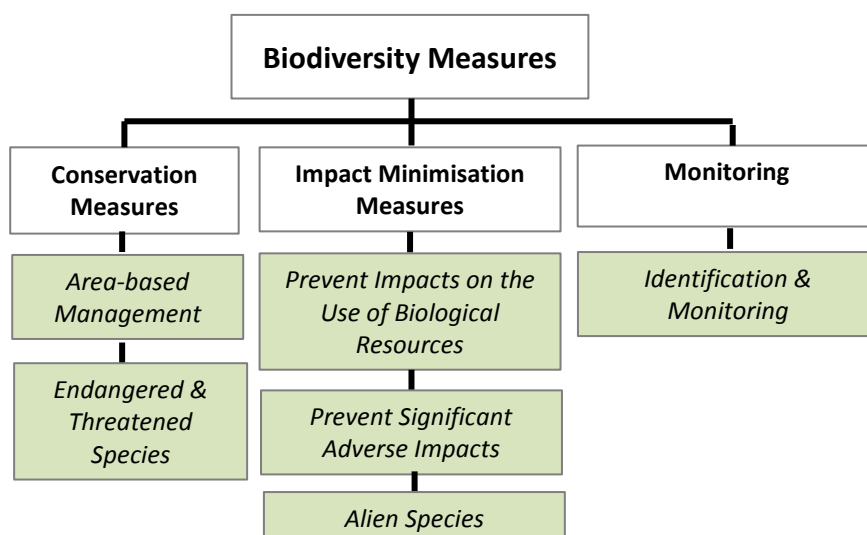 Biodiversity Measures
Conservation
Measures
Area-based
Management
Endangered &
Threatened
Species
Impact Minimisation
Measures
Prevent Impacts on the
Use of Biological
Resources
Prevent Significant
Adverse Impacts
Alien Species
Monitoring
Identification &
Monitoring